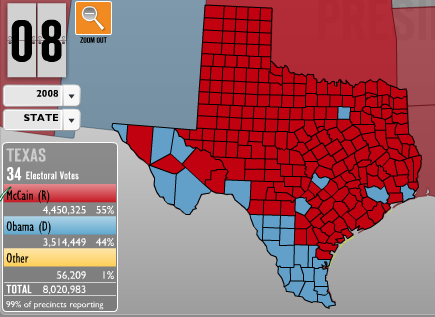 08
PRESID
ZOOM OUT
2008
STATE
TEXAS
34 Electoral Votes
McCain (R)
4,450,325 55%
Obama (D)
3,514,449 44%
Other
56,209 1%
TOTAL 8,020,983
99% of precincts reporting